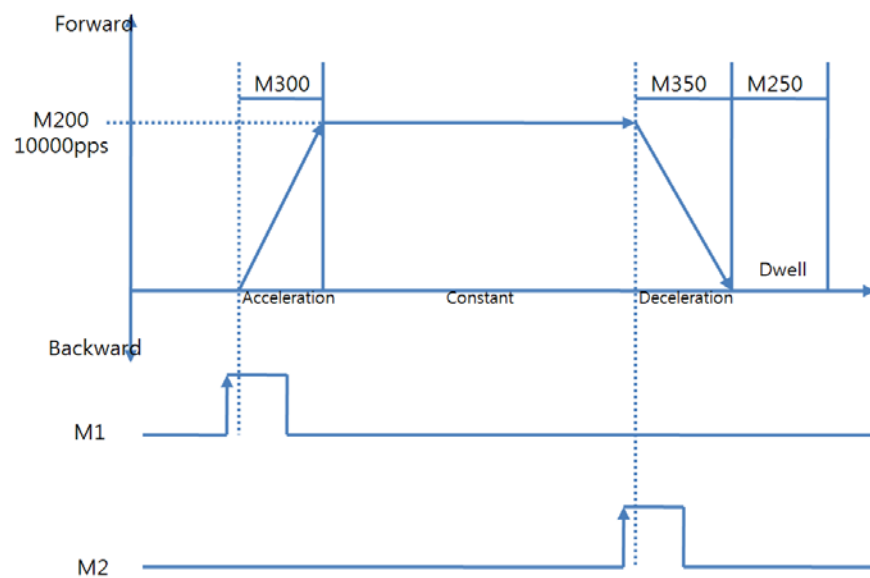 Forward
M300
M350
M250
M200
10000pps
Dwell
Acceleration
Constant
Deceleration
Backward
M1
M2